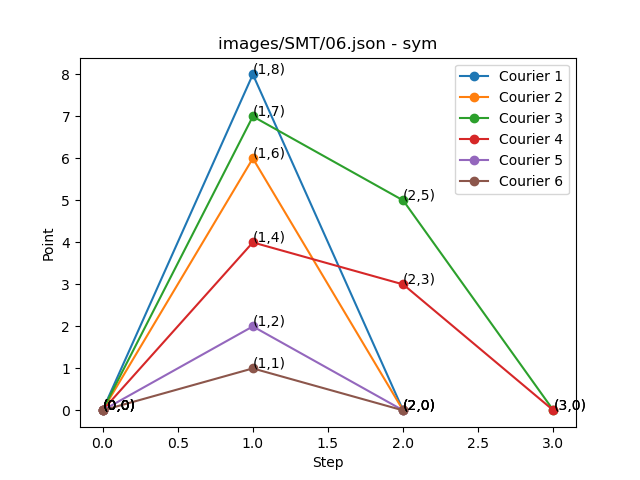 images/SMT/06.json - sym
Point
8
7
6
5
4
3
2
1
0
(1,8)
(1,7)
(1,6)
(2,5)
(1,4)
(2,3)
(1,2)
(1,1)
(0,0)
(2,0)
(3,0)
Courier 1
Courier 2
Courier 3
Courier 4
Courier 5
Courier 6
0.0 0.5 1.0 1.5 2.0 2.5 3.0
Step